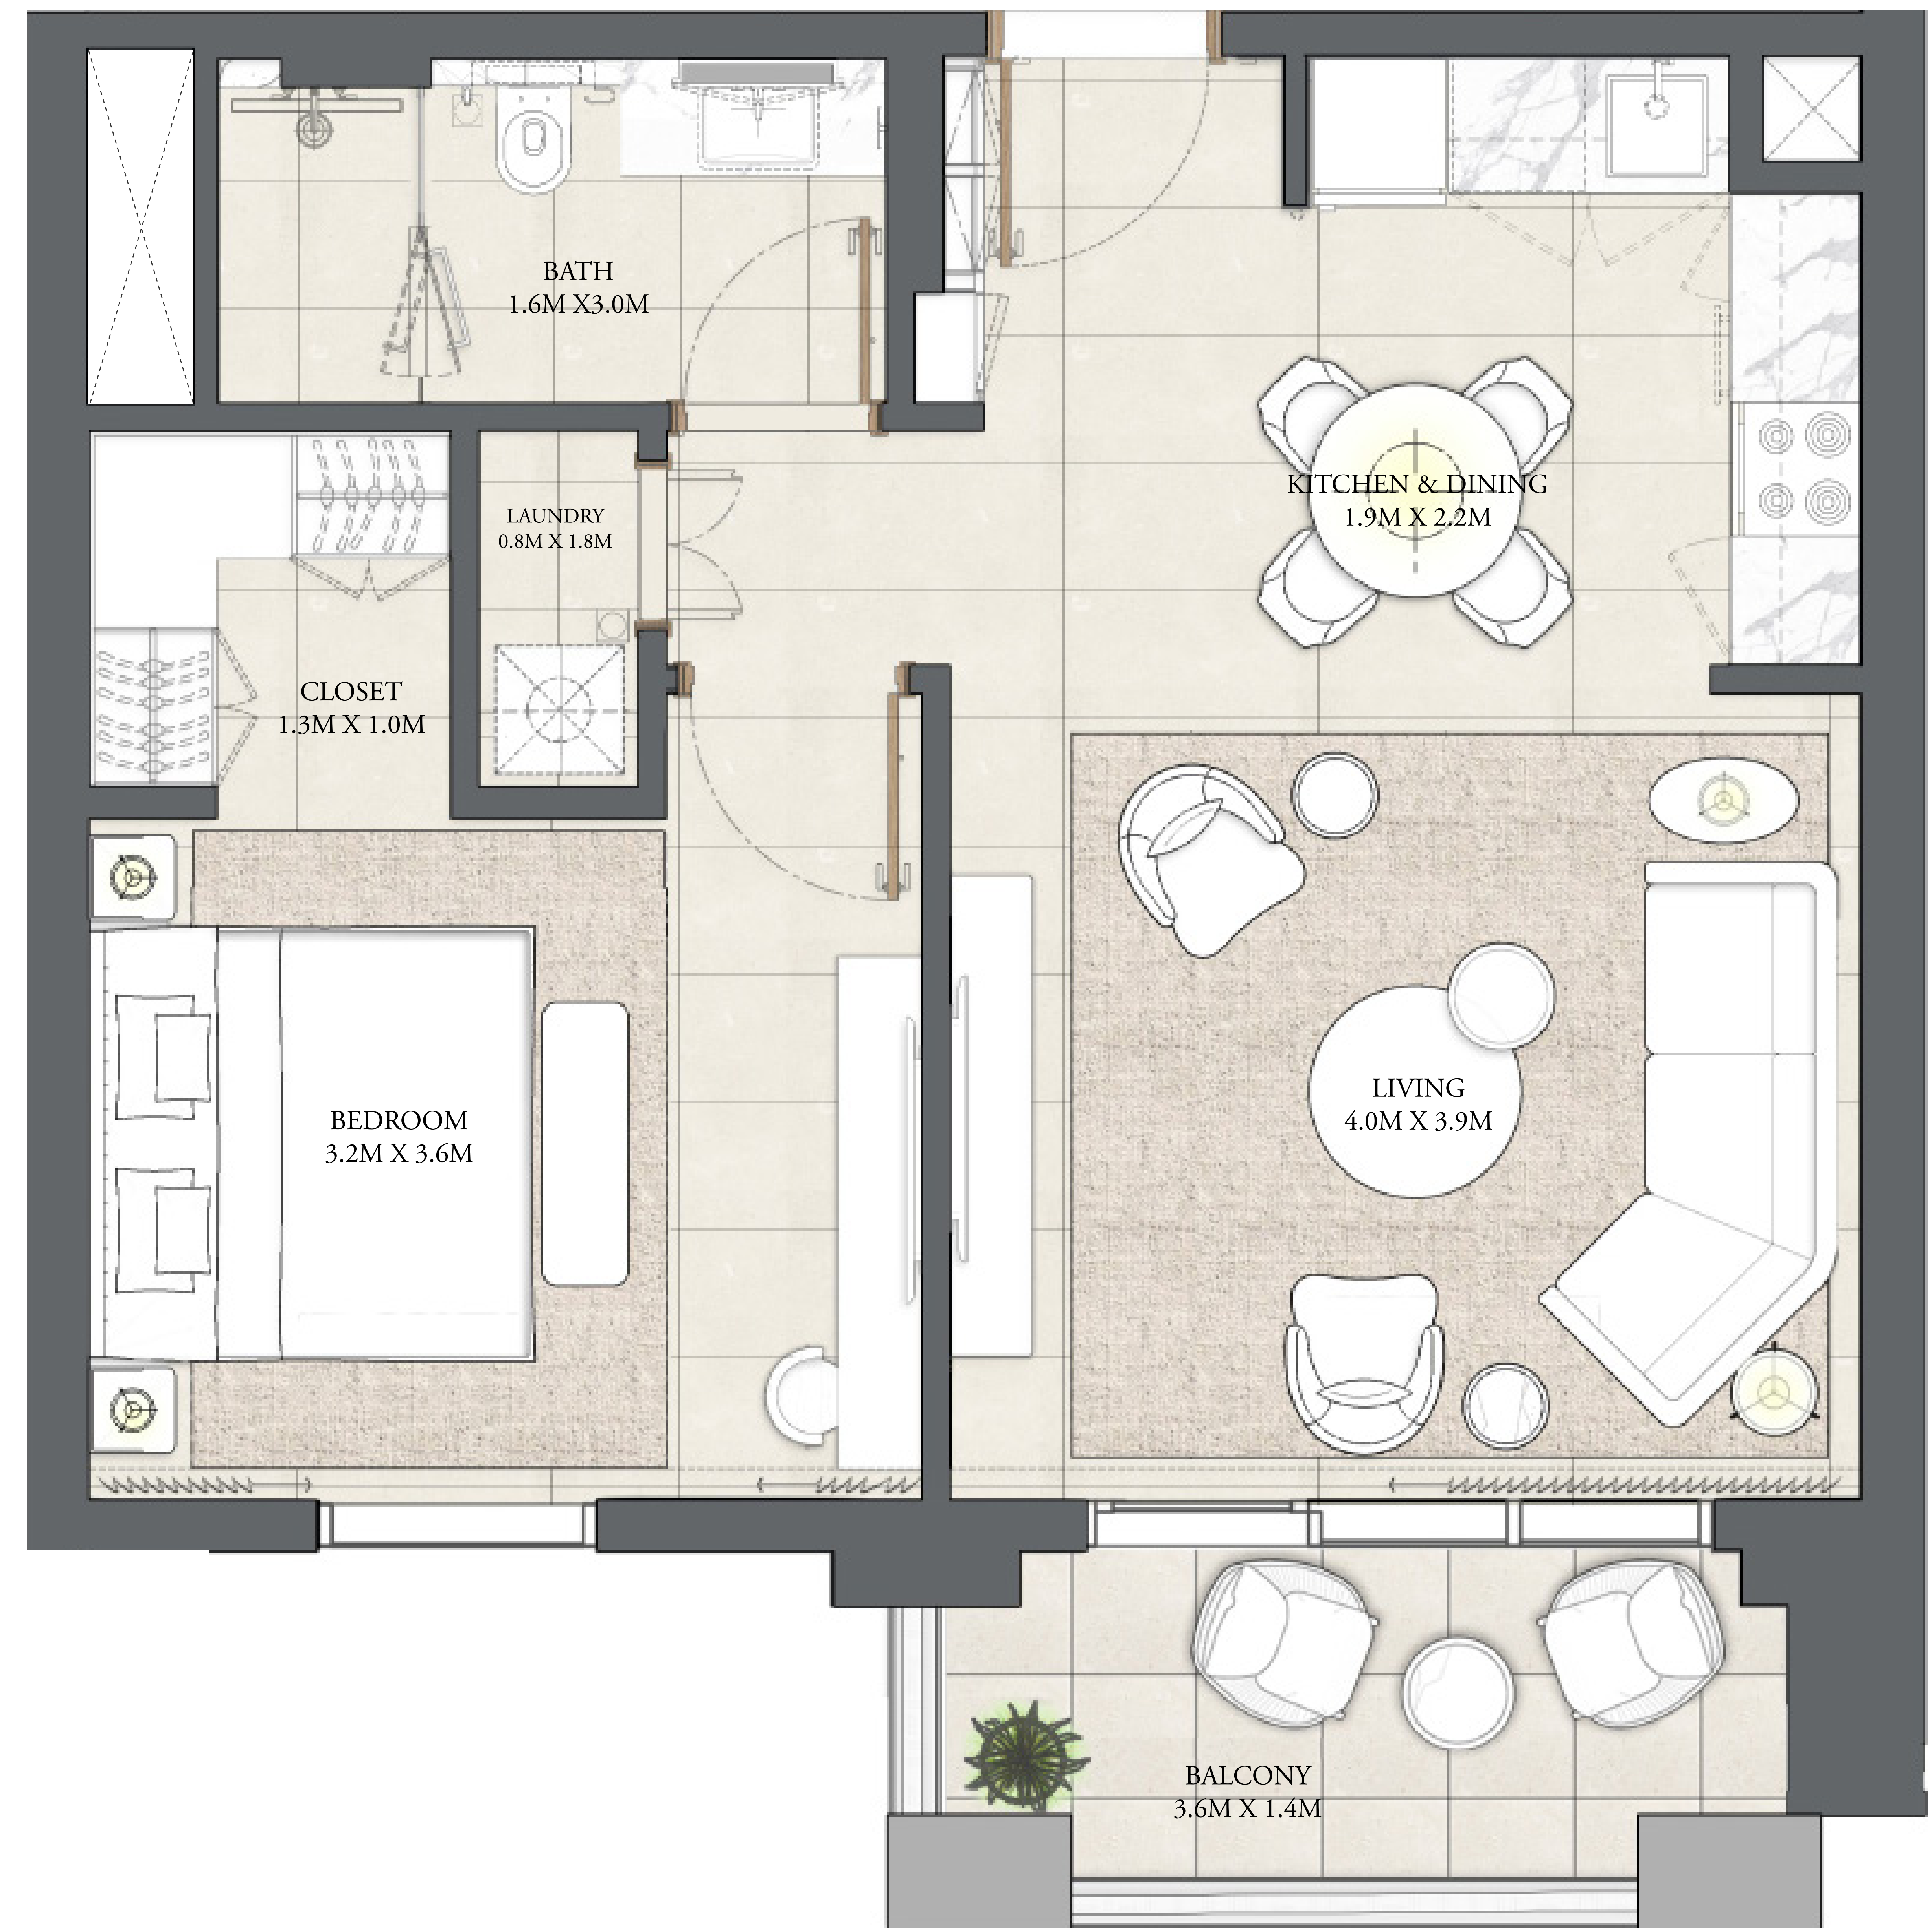 BATH
1.6M X3.0M
KITCHEN & DINING
1.9M X 2.2M
LAUNDRY
0.8M X 1.8M
CLOSET
1.3M X 1.0M
BEDROOM
3.2M X 3.6M
LIVING
4.0M X 3.9M
BALCONY
3.6M X 1.4M